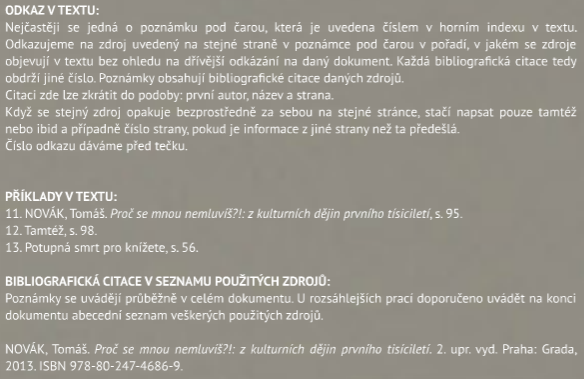 ODKAZ V TEXTU:
Nejčastěji se jedná o poznámku pod čarou, která je uvedena číslem v horním indexu v textu.
Odkazujeme na zdroj uvedený na stejné straně v poznámce pod čarou v pořadí, v jakém se zdroje
objevují v textu bez ohledu na dřívější odkázání na daný dokument. Každá bibliografická citace tedy
obdrží jiné číslo. Poznámky obsahují bibliografické citace daných zdrojů.
Citaci zde lze zkrátit do podoby: první autor, název a strana.
Když se stejný zdroj opakuje bezprostředně za sebou na stejné stránce, stačí napsat pouze tamtéž
nebo ibid a případně číslo strany, pokud je informace z jiné strany než ta předešlá.
Číslo odkazu dáváme před tečku.
PŘÍKLADY V TEXTU:
11. NOVÁK, Tomáš. Proč se mnou nemluvíš?!: z kulturních dějin prvního tisíciletí, s. 95.
12. Tamtéž, s. 98.
13. Potupná smrt pro knížete, s. 56.
BIBLIOGRAFICKÁ CITACE V SEZNAMU POUŽITÝCH ZDROJŮ:
Poznámky se uvádějí průběžně v celém dokumentu. U rozsáhlejších prací doporučeno uvádět na konci
dokumentu abecední seznam veškerých použitých zdrojů.
NOVÁK, Tomáš. Proč se mnou nemluvíš?!: z kulturních dějin prvního tisíciletí. 2. upr. vyd. Praha: Grada,
2013. ISBN 978-80-247-4686-9.